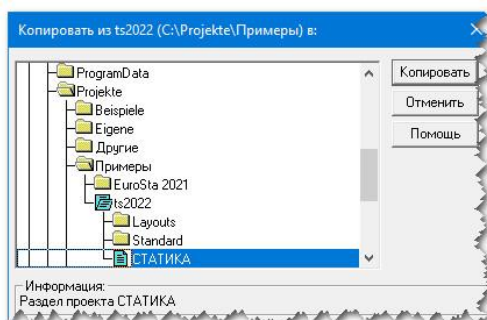 Копировать из ts2022 (C:\Projekte\Примеры) в:
ProgramData
Projekte
Beispiele
Eigene
Другие
Примеры
EuroSta 2021
ts2022
Layouts
Standard
СТАТИКА
Копировать
Отменить
Помощь
Информация:
Раздел проекта СТАТИКА